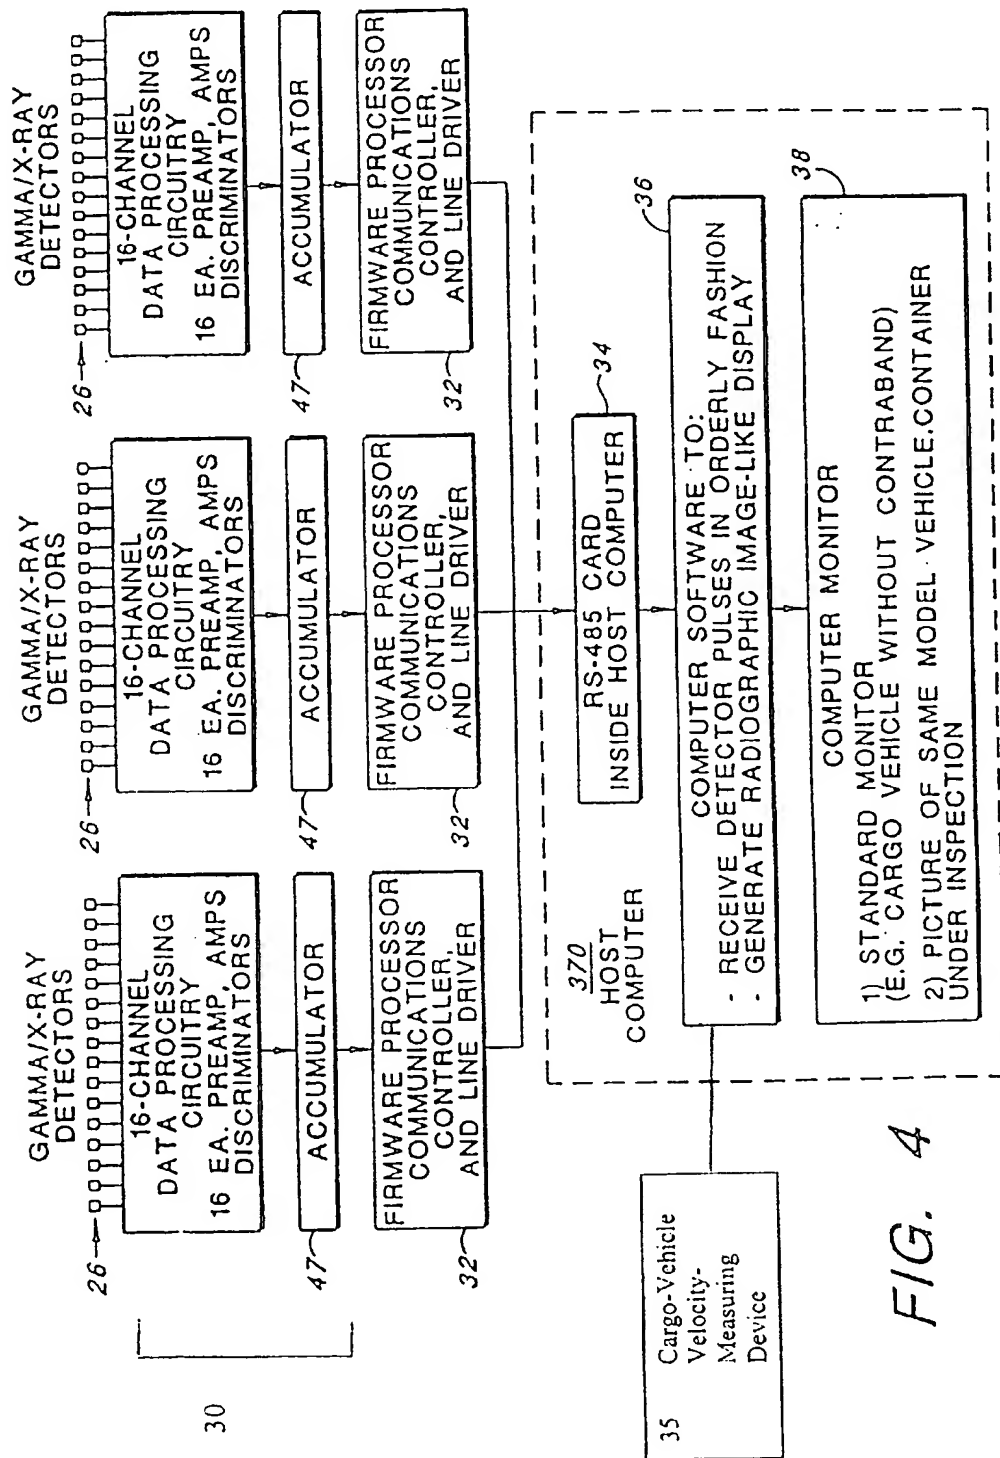 GAMMA/X-RAY
DETECTORS
26
16-CHANNEL
DATA PROCESSING
CIRCUITRY
16 EA. PREAMP, AMPS
DISCRIMINATORS
47
ACCUMULATOR
32
FIRMWARE PROCESSOR
COMMUNICATIONS
CONTROLLER,
AND LINE DRIVER
GAMMA/X-RAY
DETECTORS
26
16-CHANNEL
DATA PROCESSING
CIRCUITRY
16 EA. PREAMP, AMPS
DISCRIMINATORS
47
ACCUMULATOR
32
FIRMWARE PROCESSOR
COMMUNICATIONS
CONTROLLER,
AND LINE DRIVER
GAMMA/X-RAY
DETECTORS
26
16-CHANNEL
DATA PROCESSING
CIRCUITRY
16 EA. PREAMP, AMPS
DISCRIMINATORS
47
ACCUMULATOR
32
FIRMWARE PROCESSOR
COMMUNICATIONS
CONTROLLER,
AND LINE DRIVER
30
370
HOST
COMPUTER
34
RS-485 CARD
INSIDE HOST COMPUTER
36
COMPUTER SOFTWARE TO:
- RECEIVE DETECTOR PULSES IN ORDERLY FASHION
- GENERATE RADIOGRAPHIC IMAGE-LIKE DISPLAY
38
COMPUTER MONITOR
1) STANDARD MONITOR
(E.G. CARGO VEHICLE WITHOUT CONTRABAND)
2) PICTURE OF SAME MODEL VEHICLE.CONTAINER
UNDER INSPECTION
35 Cargo-Vehicle
Velocity-
Measuring
Device
FIG. 4